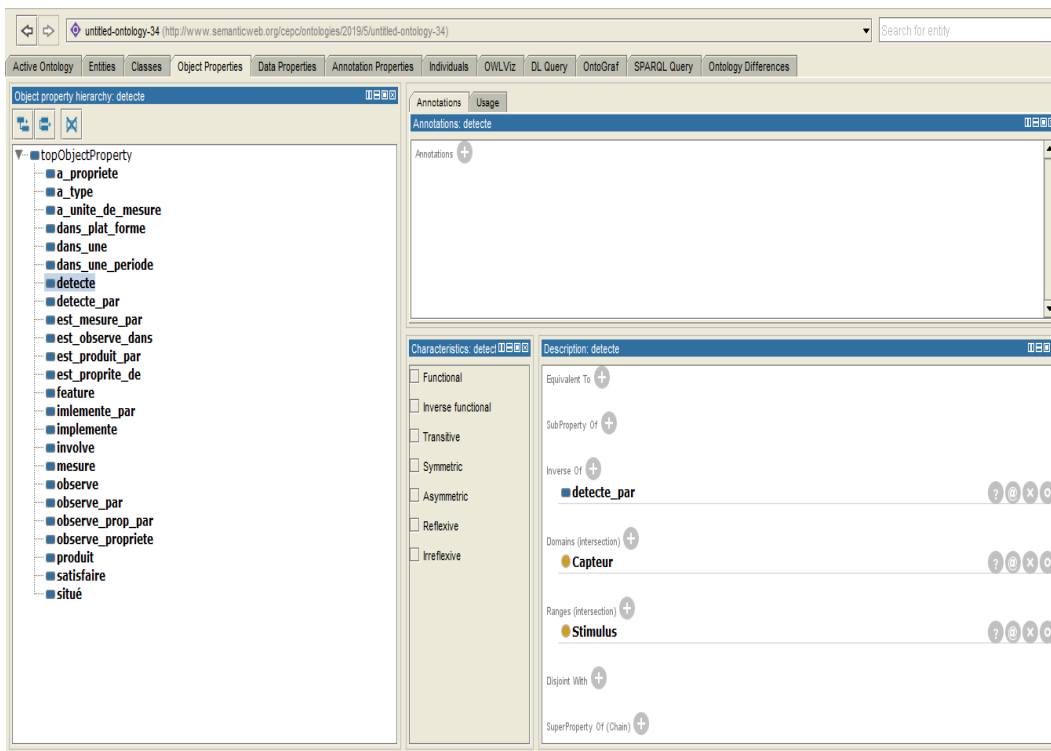 untitled-ontology-34 (http://www.semanticweb.org/cepc/ontologies/2019/5/untitled-ontology-34)
Search for entity
Active Ontology Entities Classes Object Properties Data Properties Annotation Properties Individuals OWLViz DL Query OntoGraf SPARQL Query Ontology Differences
Object property hierarchy: detecte
topObjectProperty
a_propriete
a_type
a_unite_de_mesure
dans_plat_forme
dans_une
dans_une_periode
detecte
detecte_par
est_mesure_par
est_observe_dans
est_produit_par
est_proprite_de
feature
imlemente_par
implemente
involve
mesure
observe
observe_par
observe_prop_par
observe_propriete
produit
satisfaire
situé
Annotations Usage
Annotations: detecte
Annotations
Characteristics: detect
Functional
Inverse functional
Transitive
Symmetric
Asymmetric
Reflexive
Irreflexive
Description: detecte
Equivalent To
SubProperty Of
Inverse Of
detecte_par
Domains (intersection)
Capteur
Ranges (intersection)
Stimulus
Disjoint With
SuperProperty Of (Chain)